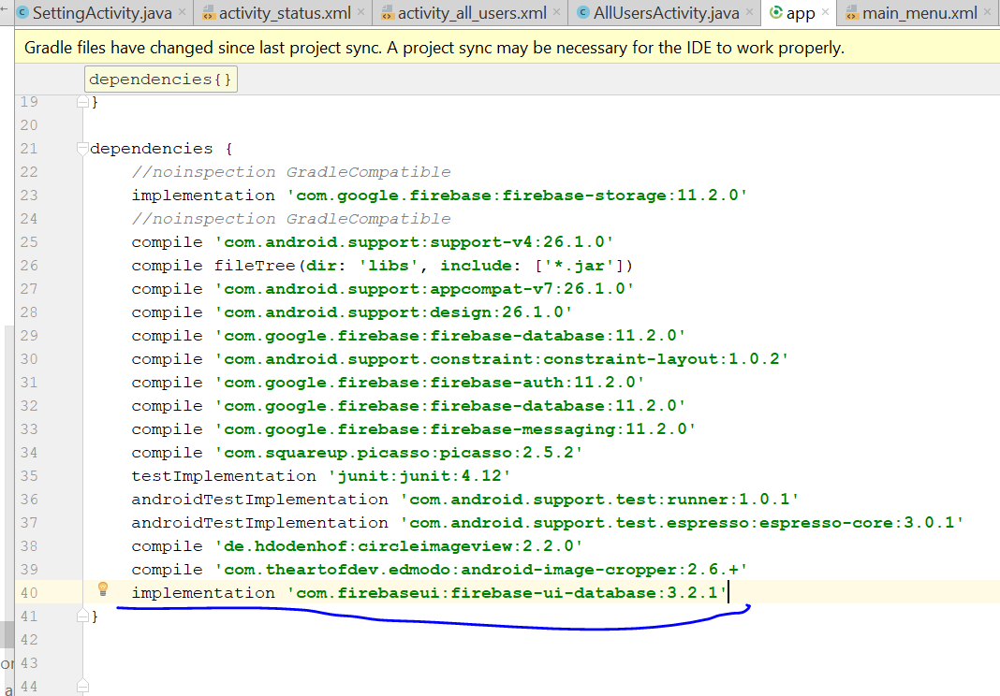 SettingActivity.java activity_status.xml activity_all_users.xml AllUsersActivity.java app main_menu.xml
Gradle files have changed since last project sync. A project sync may be necessary for the IDE to work properly.
dependencies{}
19 }
20
21 dependencies {
22 //noinspection GradleCompatible
23 implementation 'com.google.firebase:firebase-storage:11.2.0'
24 //noinspection GradleCompatible
25 compile 'com.android.support:support-v4:26.1.0'
26 compile fileTree(dir: 'libs', include: ['*.jar'])
27 compile 'com.android.support:appcompat-v7:26.1.0'
28 compile 'com.android.support:design:26.1.0'
29 compile 'com.google.firebase:firebase-database:11.2.0'
30 compile 'com.android.support.constraint:constraint-layout:1.0.2'
31 compile 'com.google.firebase:firebase-auth:11.2.0'
32 compile 'com.google.firebase:firebase-database:11.2.0'
33 compile 'com.google.firebase:firebase-messaging:11.2.0'
34 compile 'com.squareup.picasso:picasso:2.5.2'
35 testImplementation 'junit:junit:4.12'
36 androidTestImplementation 'com.android.support.test:runner:1.0.1'
37 androidTestImplementation 'com.android.support.test.espresso:espresso-core:3.0.1'
38 compile 'de.hdodenhof:circleimageview:2.2.0'
39 compile 'com.theartofdev.edmodo:android-image-cropper:2.6.+'
40 implementation 'com.firebaseui:firebase-ui-database:3.2.1'
41 }
42
43
44